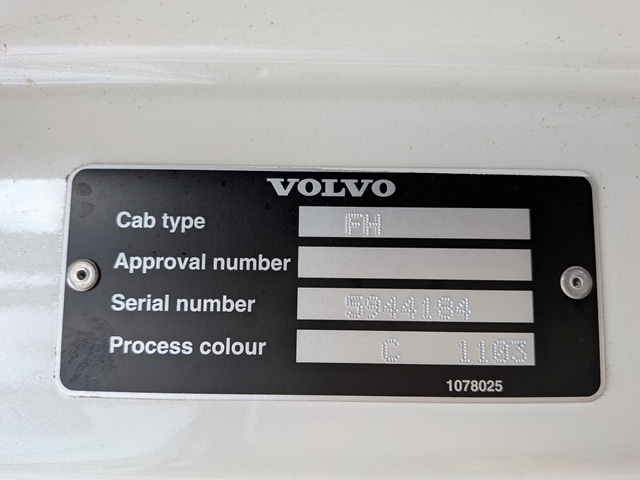 VOLVO
Cab type FH
Approval number
Serial number 5944184
Process colour C 1103
1078025